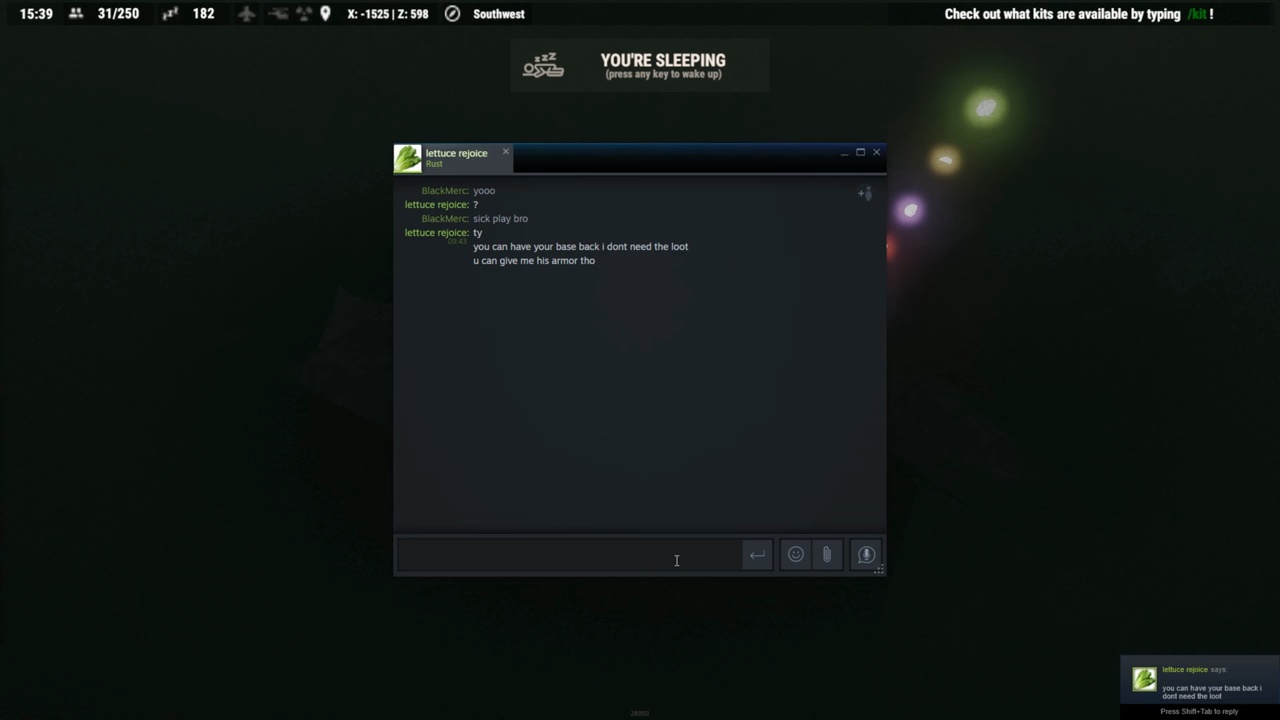 15:39 31/250 182 X: -1525 | Z: 598 Southwest Check out what kits are available by typing /kit !
YOU'RE SLEEPING
(press any key to wake up)
lettuce rejoice
Rust
BlackMerc: yooo
lettuce rejoice: ?
BlackMerc: sick play bro
lettuce rejoice: ty
09:43
you can have your base back i dont need the loot
u can give me his armor tho
lettuce rejoice says:
you can have your base back i
dont need the loot
Press Shift+Tab to reply